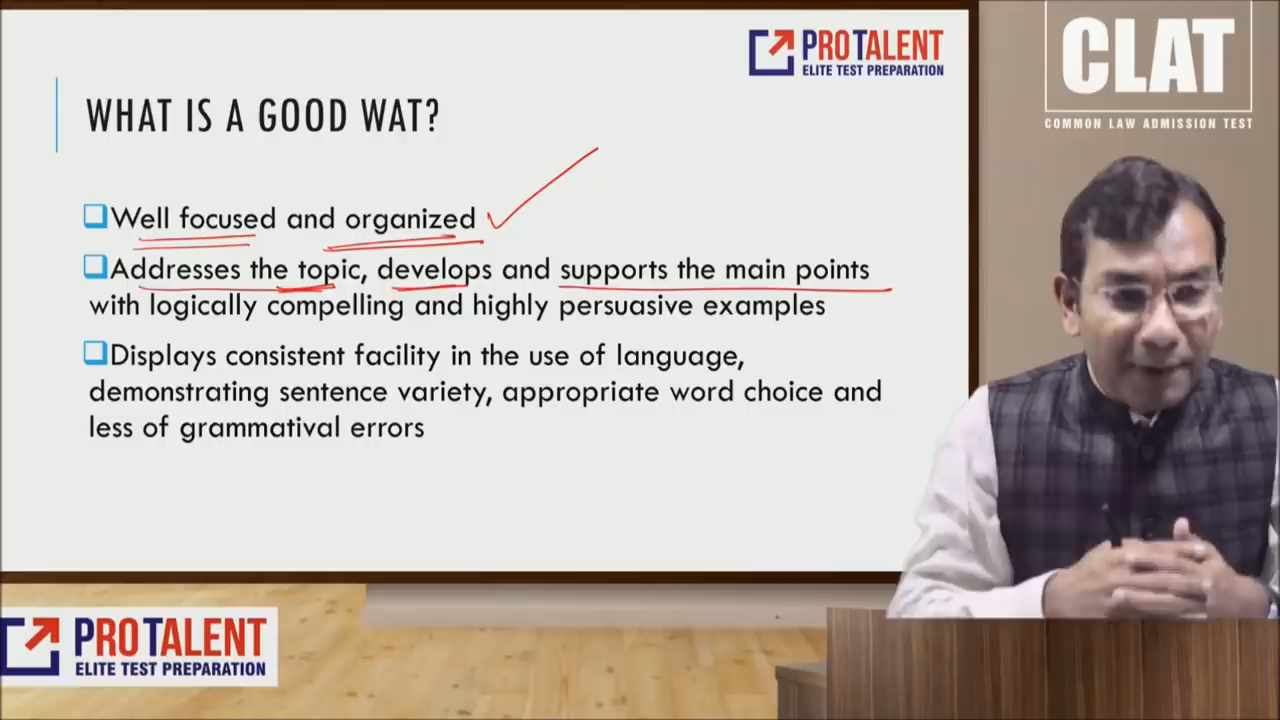 PROTALENT
ELITE TEST PREPARATION
CLAT
COMMON LAW ADMISSION TEST
WHAT IS A GOOD WAT?
Well focused and organized
Addresses the topic, develops and supports the main points
with logically compelling and highly persuasive examples
Displays consistent facility in the use of language,
demonstrating sentence variety, appropriate word choice and
less of grammatival errors
PROTALENT
ELITE TEST PREPARATION